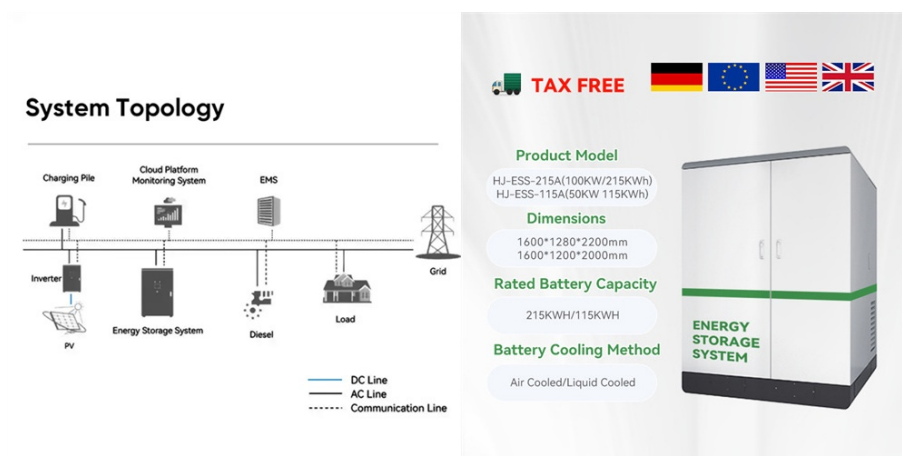 System Topology
Charging Pile
Cloud Platform
Monitoring System
EMS
Grid
Inverter
PV
Energy Storage System
Diesel
Load
DC Line
AC Line
Communication Line
TAX FREE
Product Model
HJ-ESS-215A(100KW/215KWh)
HJ-ESS-115A(50KW 115KWh)
Dimensions
1600*1280*2200mm
1600*1200*2000mm
Rated Battery Capacity
215KWH/115KWH
Battery Cooling Method
Air Cooled/Liquid Cooled
ENERGY
STORAGE
SYSTEM